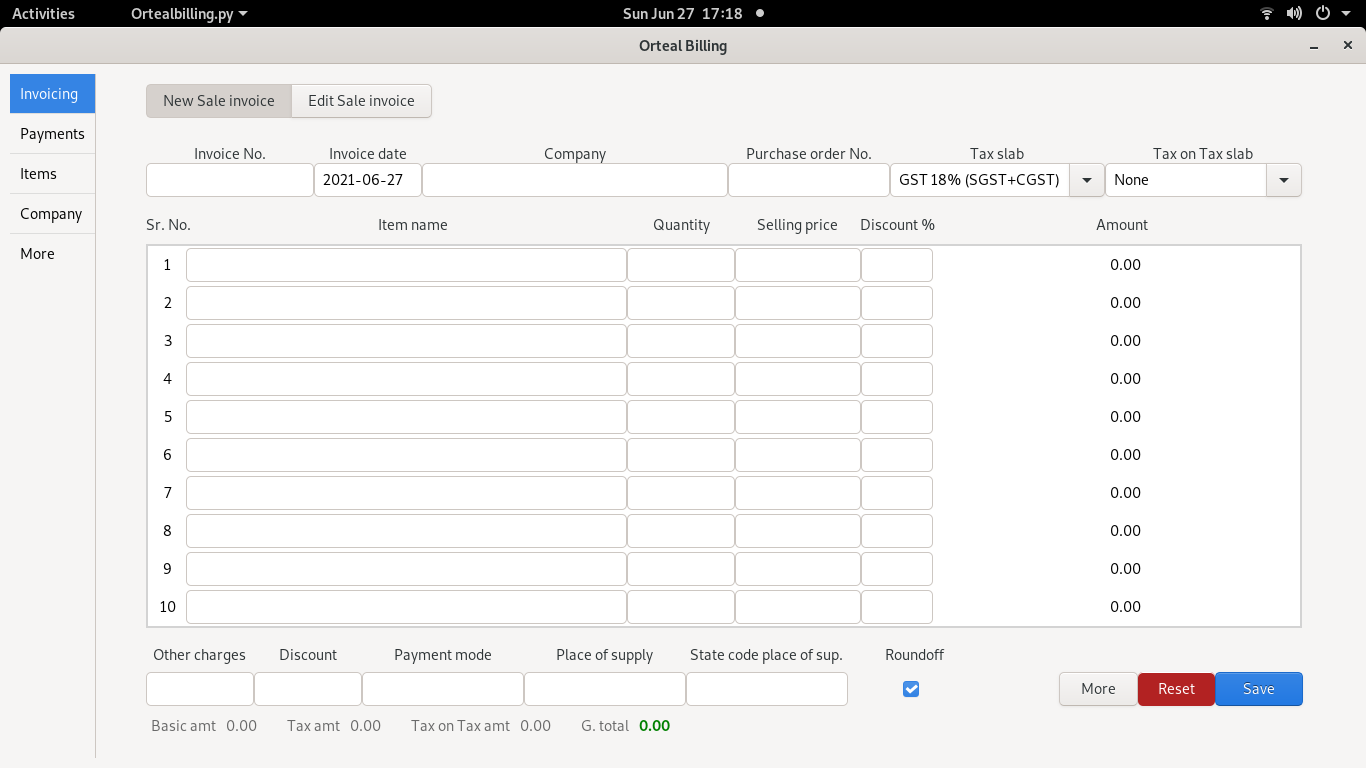 Activities Ortealbilling.py Sun Jun 27 17:18
Orteal Billing
Invoicing
Payments
Items
Company
More
New Sale invoice Edit Sale invoice
Invoice No. Invoice date Company Purchase order No. Tax slab Tax on Tax slab
2021-06-27 GST 18% (SGST+CGST) None
Sr. No. Item name Quantity Selling price Discount % Amount
1 0.00
2 0.00
3 0.00
4 0.00
5 0.00
6 0.00
7 0.00
8 0.00
9 0.00
10 0.00
Other charges Discount Payment mode Place of supply State code place of sup. Roundoff
More Reset Save
Basic amt 0.00 Tax amt 0.00 Tax on Tax amt 0.00 G. total 0.00